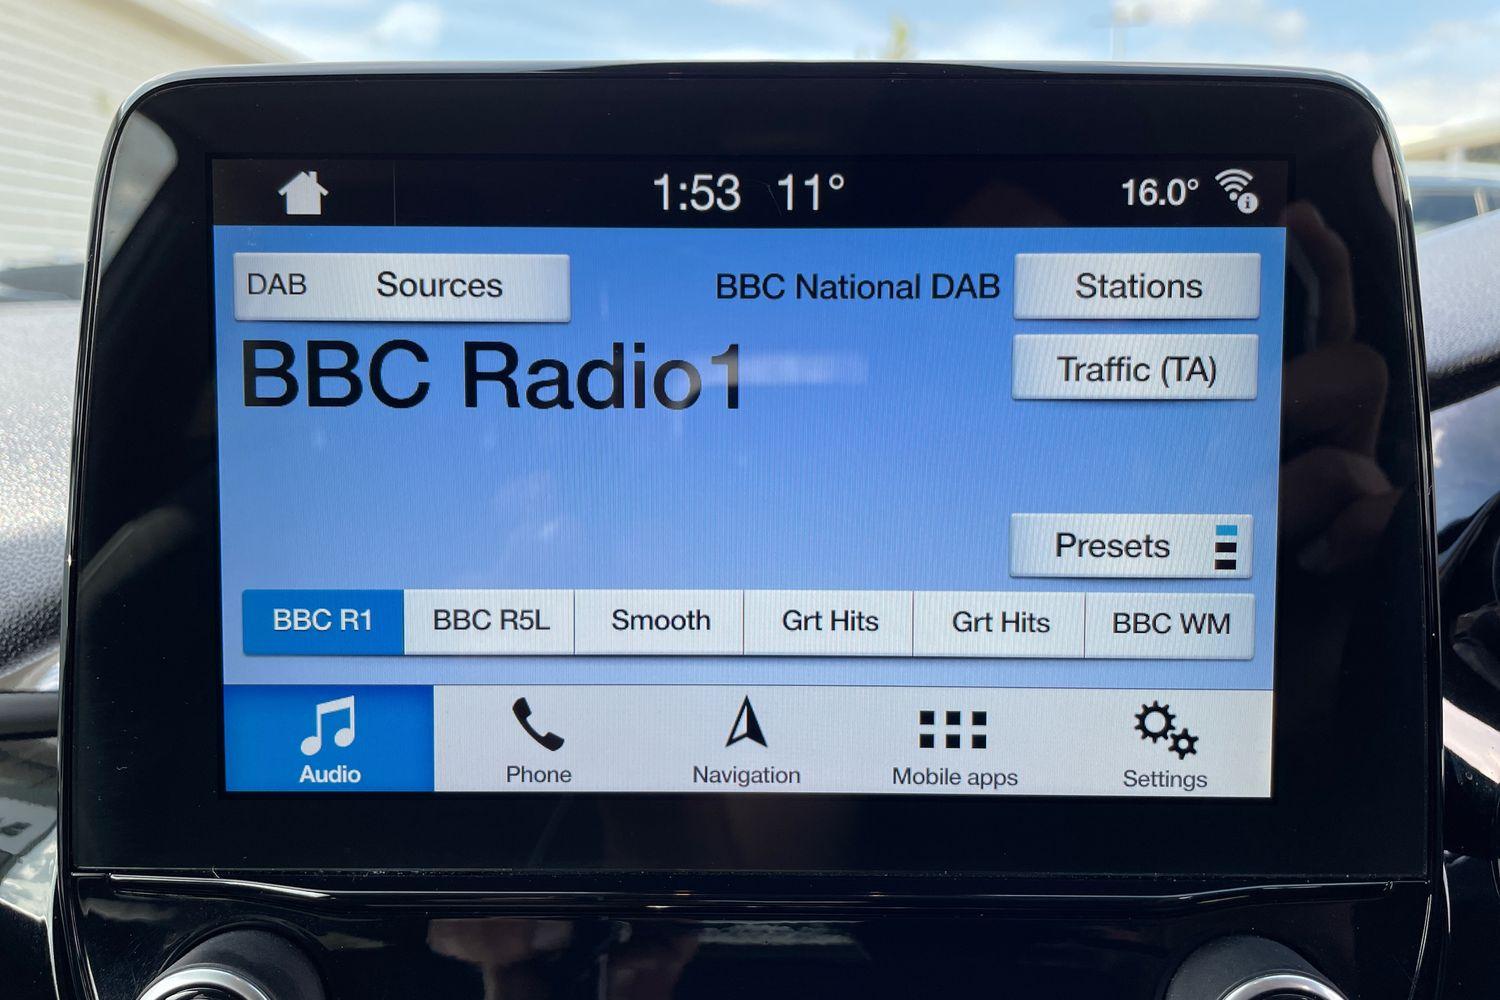 1:53 11° 16.0°
DAB Sources BBC National DAB Stations
BBC Radio1
Traffic (TA)
Presets
BBC R1 BBC R5L Smooth Grt Hits Grt Hits BBC WM
Audio Phone Navigation Mobile apps Settings